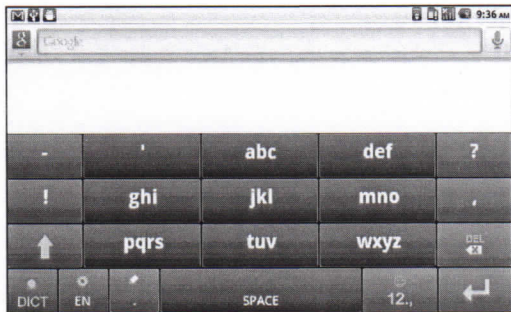 9:36 AM
Google
- ' abc def ?
! ghi jkl mno ,
pqrs tuv wxyz DEL
DICT EN . SPACE 12.,